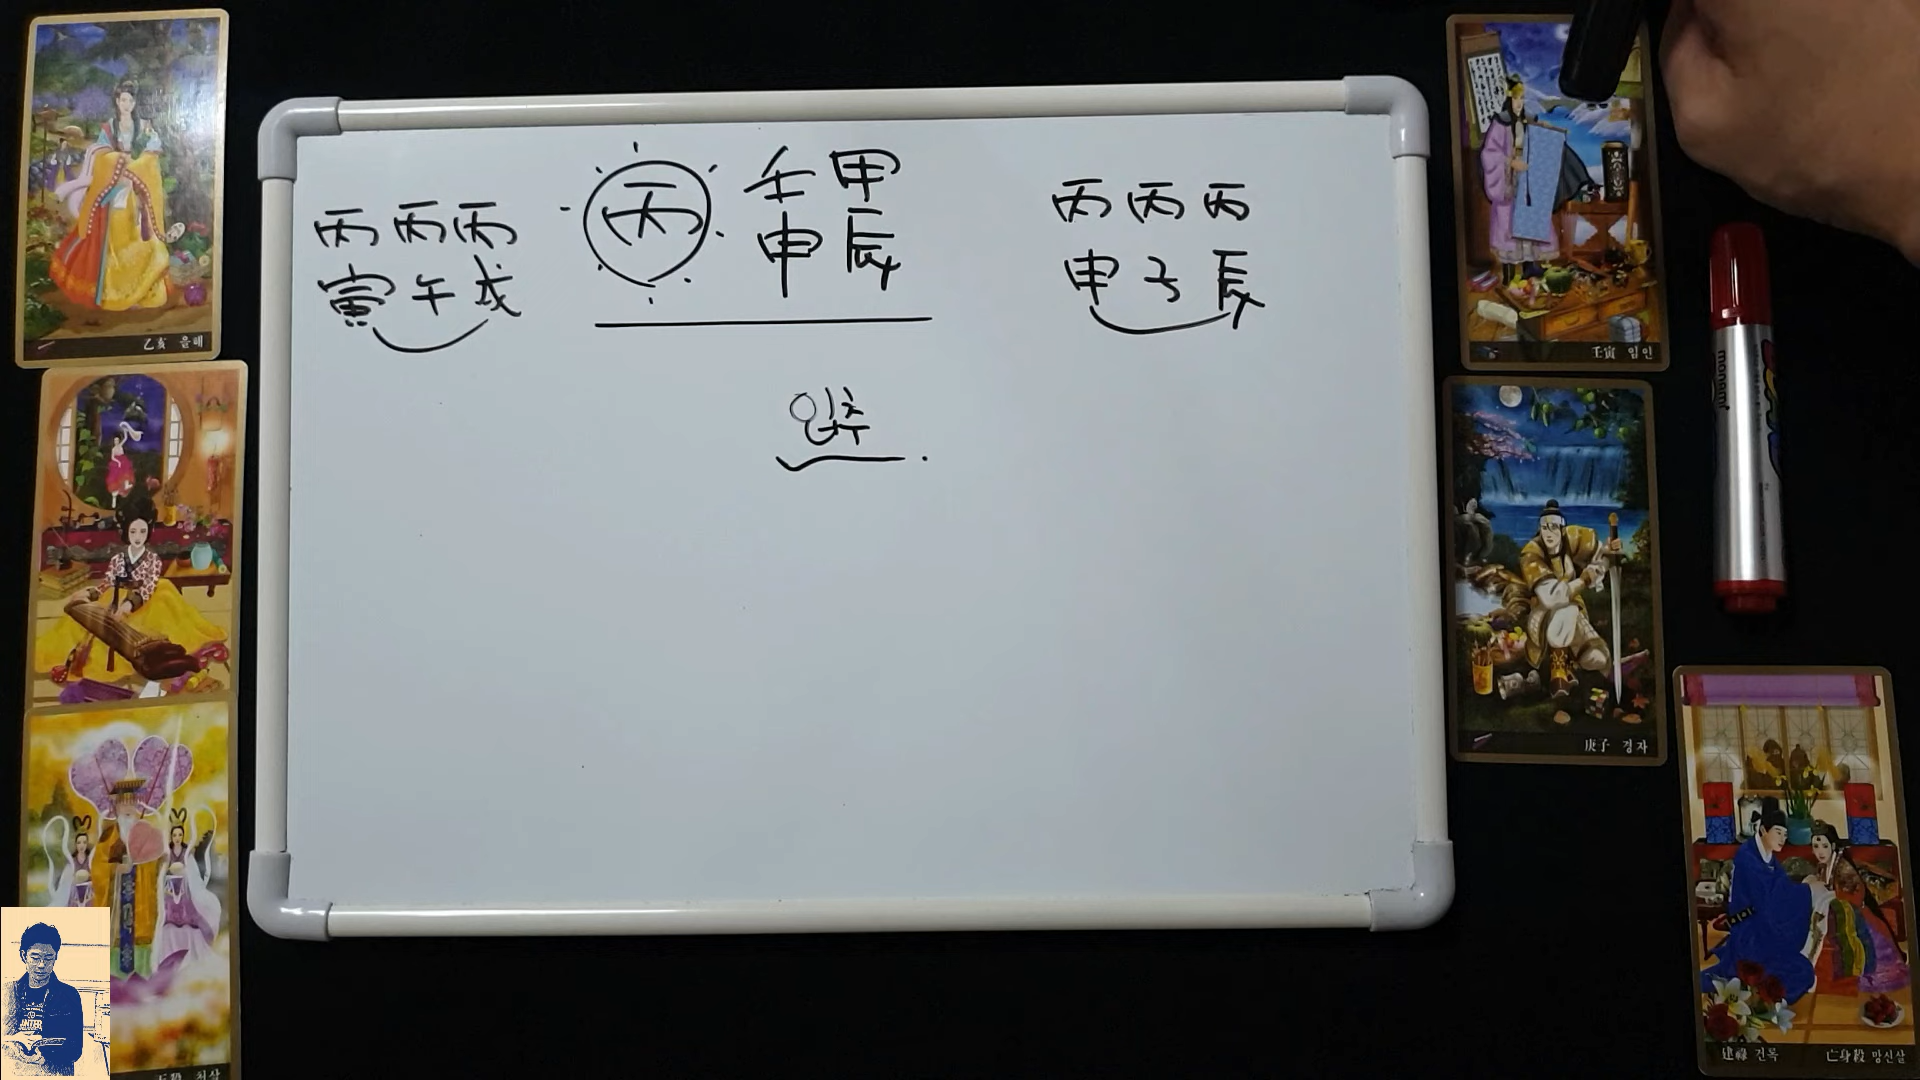 丙 丙 丙
寅 午 戌
丙 壬 甲
申 辰
丙 丙 丙
申 子 辰
일주
乙亥 을해
壬寅 임인
庚子 경자
建祿 건록
亡身殺 망신살
monami